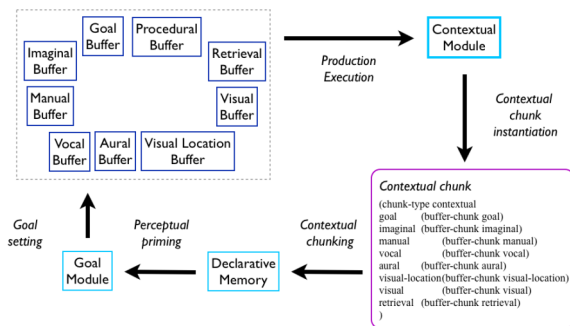 Goal
Buffer
Procedural
Buffer
Imaginal
Buffer
Retrieval
Buffer
Manual
Buffer
Visual
Buffer
Vocal
Buffer
Aural
Buffer
Visual Location
Buffer
Production
Execution
Contextual
Module
Contextual
chunk
instantiation
Contextual chunk
(chunk-type contextual
goal (buffer-chunk goal)
imaginal (buffer-chunk imaginal)
manual (buffer-chunk manual)
vocal (buffer-chunk vocal)
aural (buffer-chunk aural)
visual-location(buffer-chunk visual-location)
visual (buffer-chunk visual)
retrieval (buffer-chunk retrieval)
)
Contextual
chunking
Declarative
Memory
Perceptual
priming
Goal
Module
Goal
setting